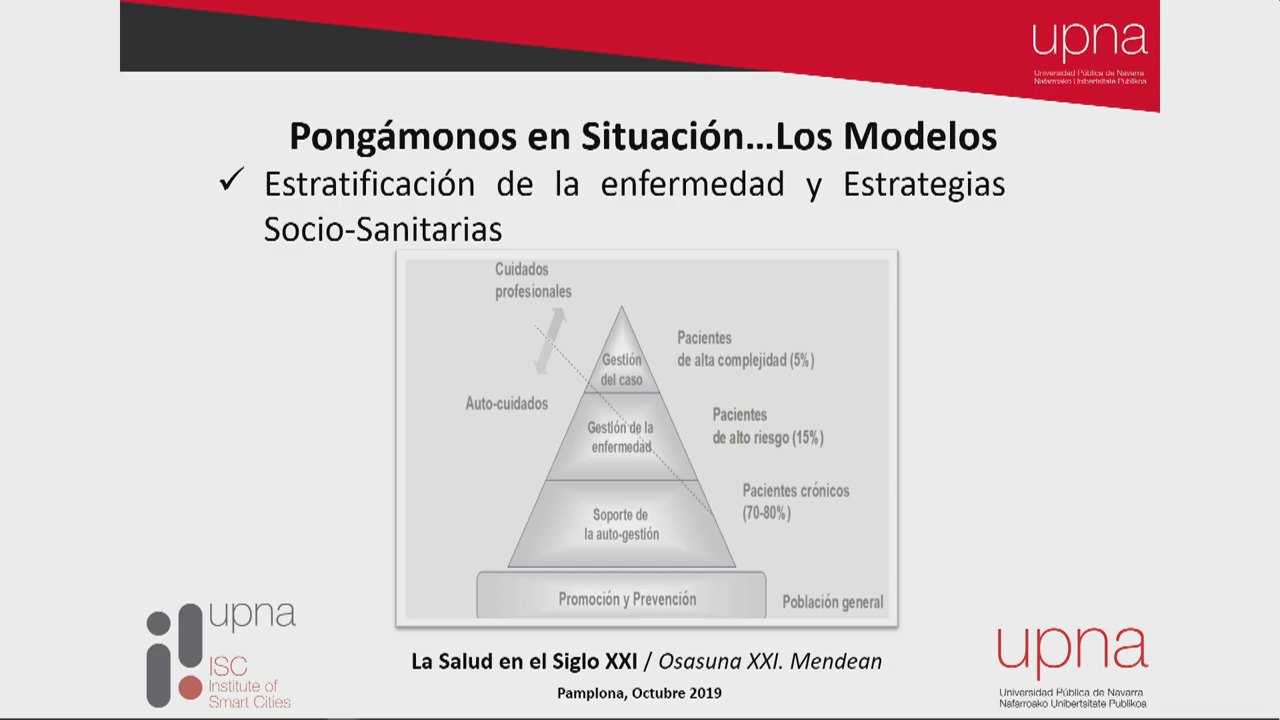 upna
Universidad Pública de Navarra
Nafarroako Unibertsitate Publikoa
Pongámonos en Situación...Los Modelos
✓ Estratificación de la enfermedad y Estrategias
Socio-Sanitarias
Cuidados
profesionales
Pacientes
de alta complejidad (5%)
Gestión
del caso
Auto-cuidados
Pacientes
de alto riesgo (15%)
Gestión de la
enfermedad
Pacientes crónicos
(70-80%)
Soporte de
la auto-gestión
Promoción y Prevención
Población general
upna
ISC
Institute of
Smart Cities
La Salud en el Siglo XXI / Osasuna XXI. Mendean
Pamplona, Octubre 2019
upna
Universidad Pública de Navarra
Nafarroako Unibertsitate Publikoa